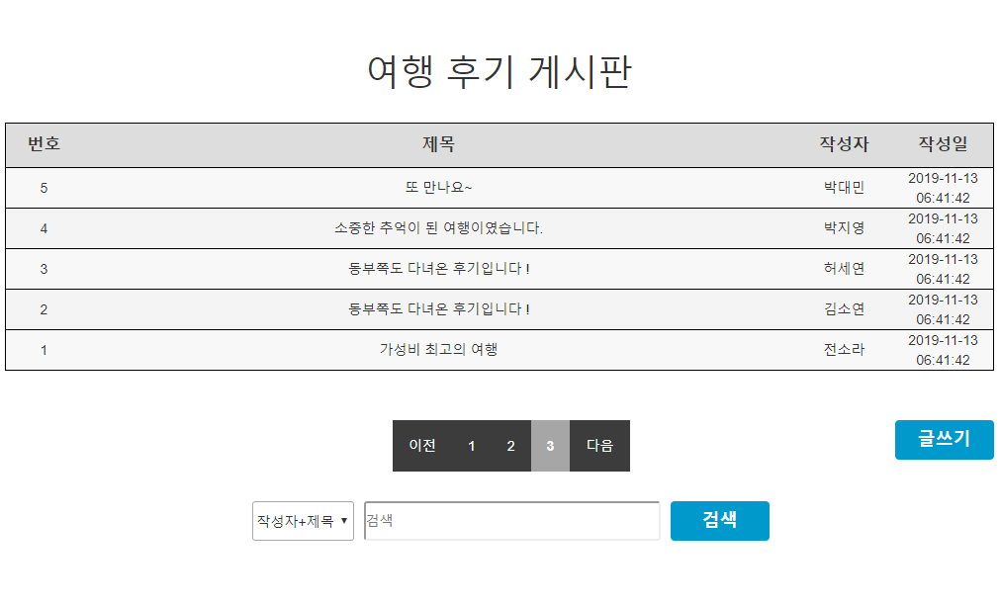 여행 후기 게시판
번호 제목 작성자 작성일
5 또 만나요~ 박대민 2019-11-13 06:41:42
4 소중한 추억이 된 여행이였습니다. 박지영 2019-11-13 06:41:42
3 동부쪽도 다녀온 후기입니다 ! 허세연 2019-11-13 06:41:42
2 동부쪽도 다녀온 후기입니다 ! 김소연 2019-11-13 06:41:42
1 가성비 최고의 여행 전소라 2019-11-13 06:41:42
이전 1 2 3 다음 글쓰기
작성자+제목 검색 검색